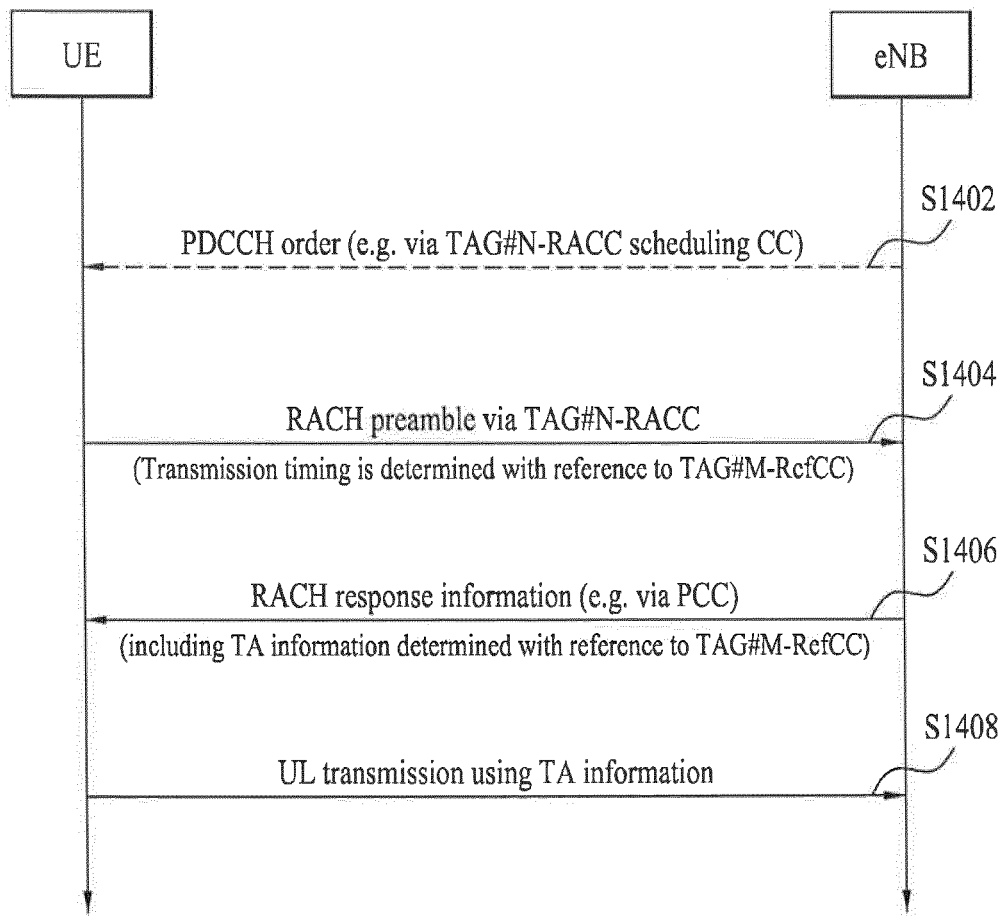 UE
eNB
S1402
PDCCH order (e.g. via TAG#N-RACC scheduling CC)
S1404
RACH preamble via TAG#N-RACC
(Transmission timing is determined with reference to TAG#M-RefCC)
S1406
RACH response information (e.g. via PCC)
(including TA information determined with reference to TAG#M-RefCC)
S1408
UL transmission using TA information